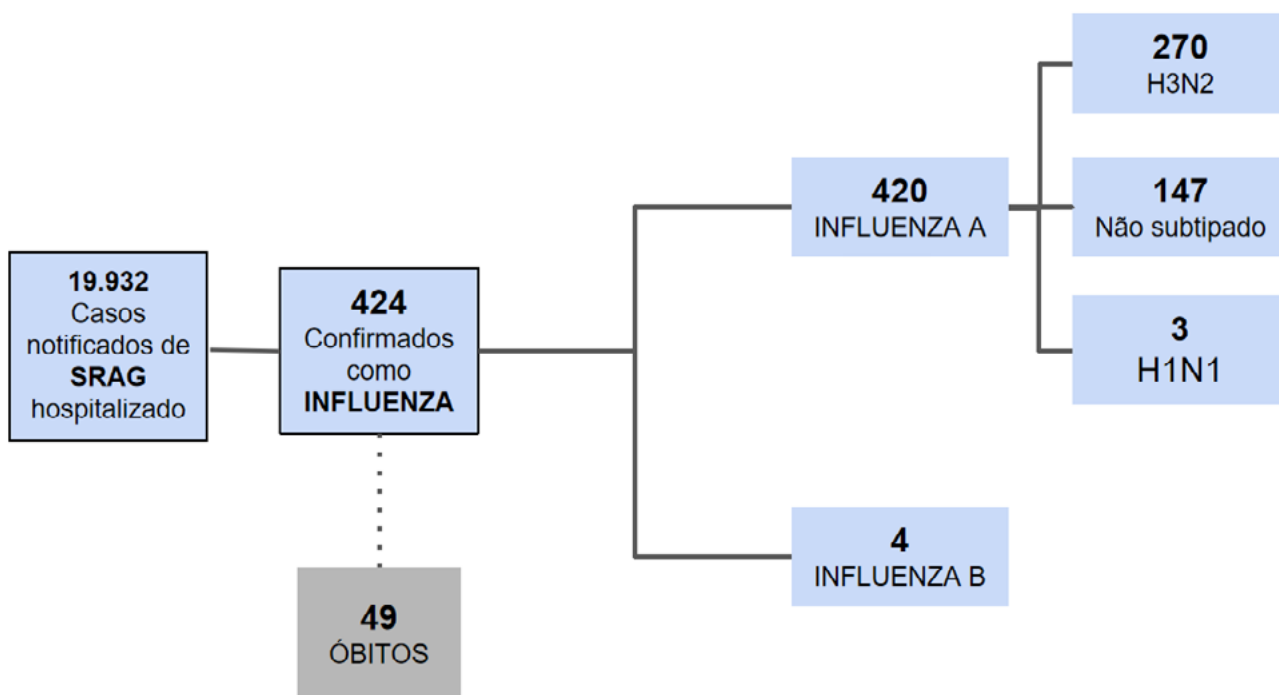 19.932
Casos
notificados de
SRAG
hospitalizado
424
Confirmados
como
INFLUENZA
49
ÓBITOS
420
INFLUENZA A
4
INFLUENZA B
270
H3N2
147
Não subtipado
3
H1N1